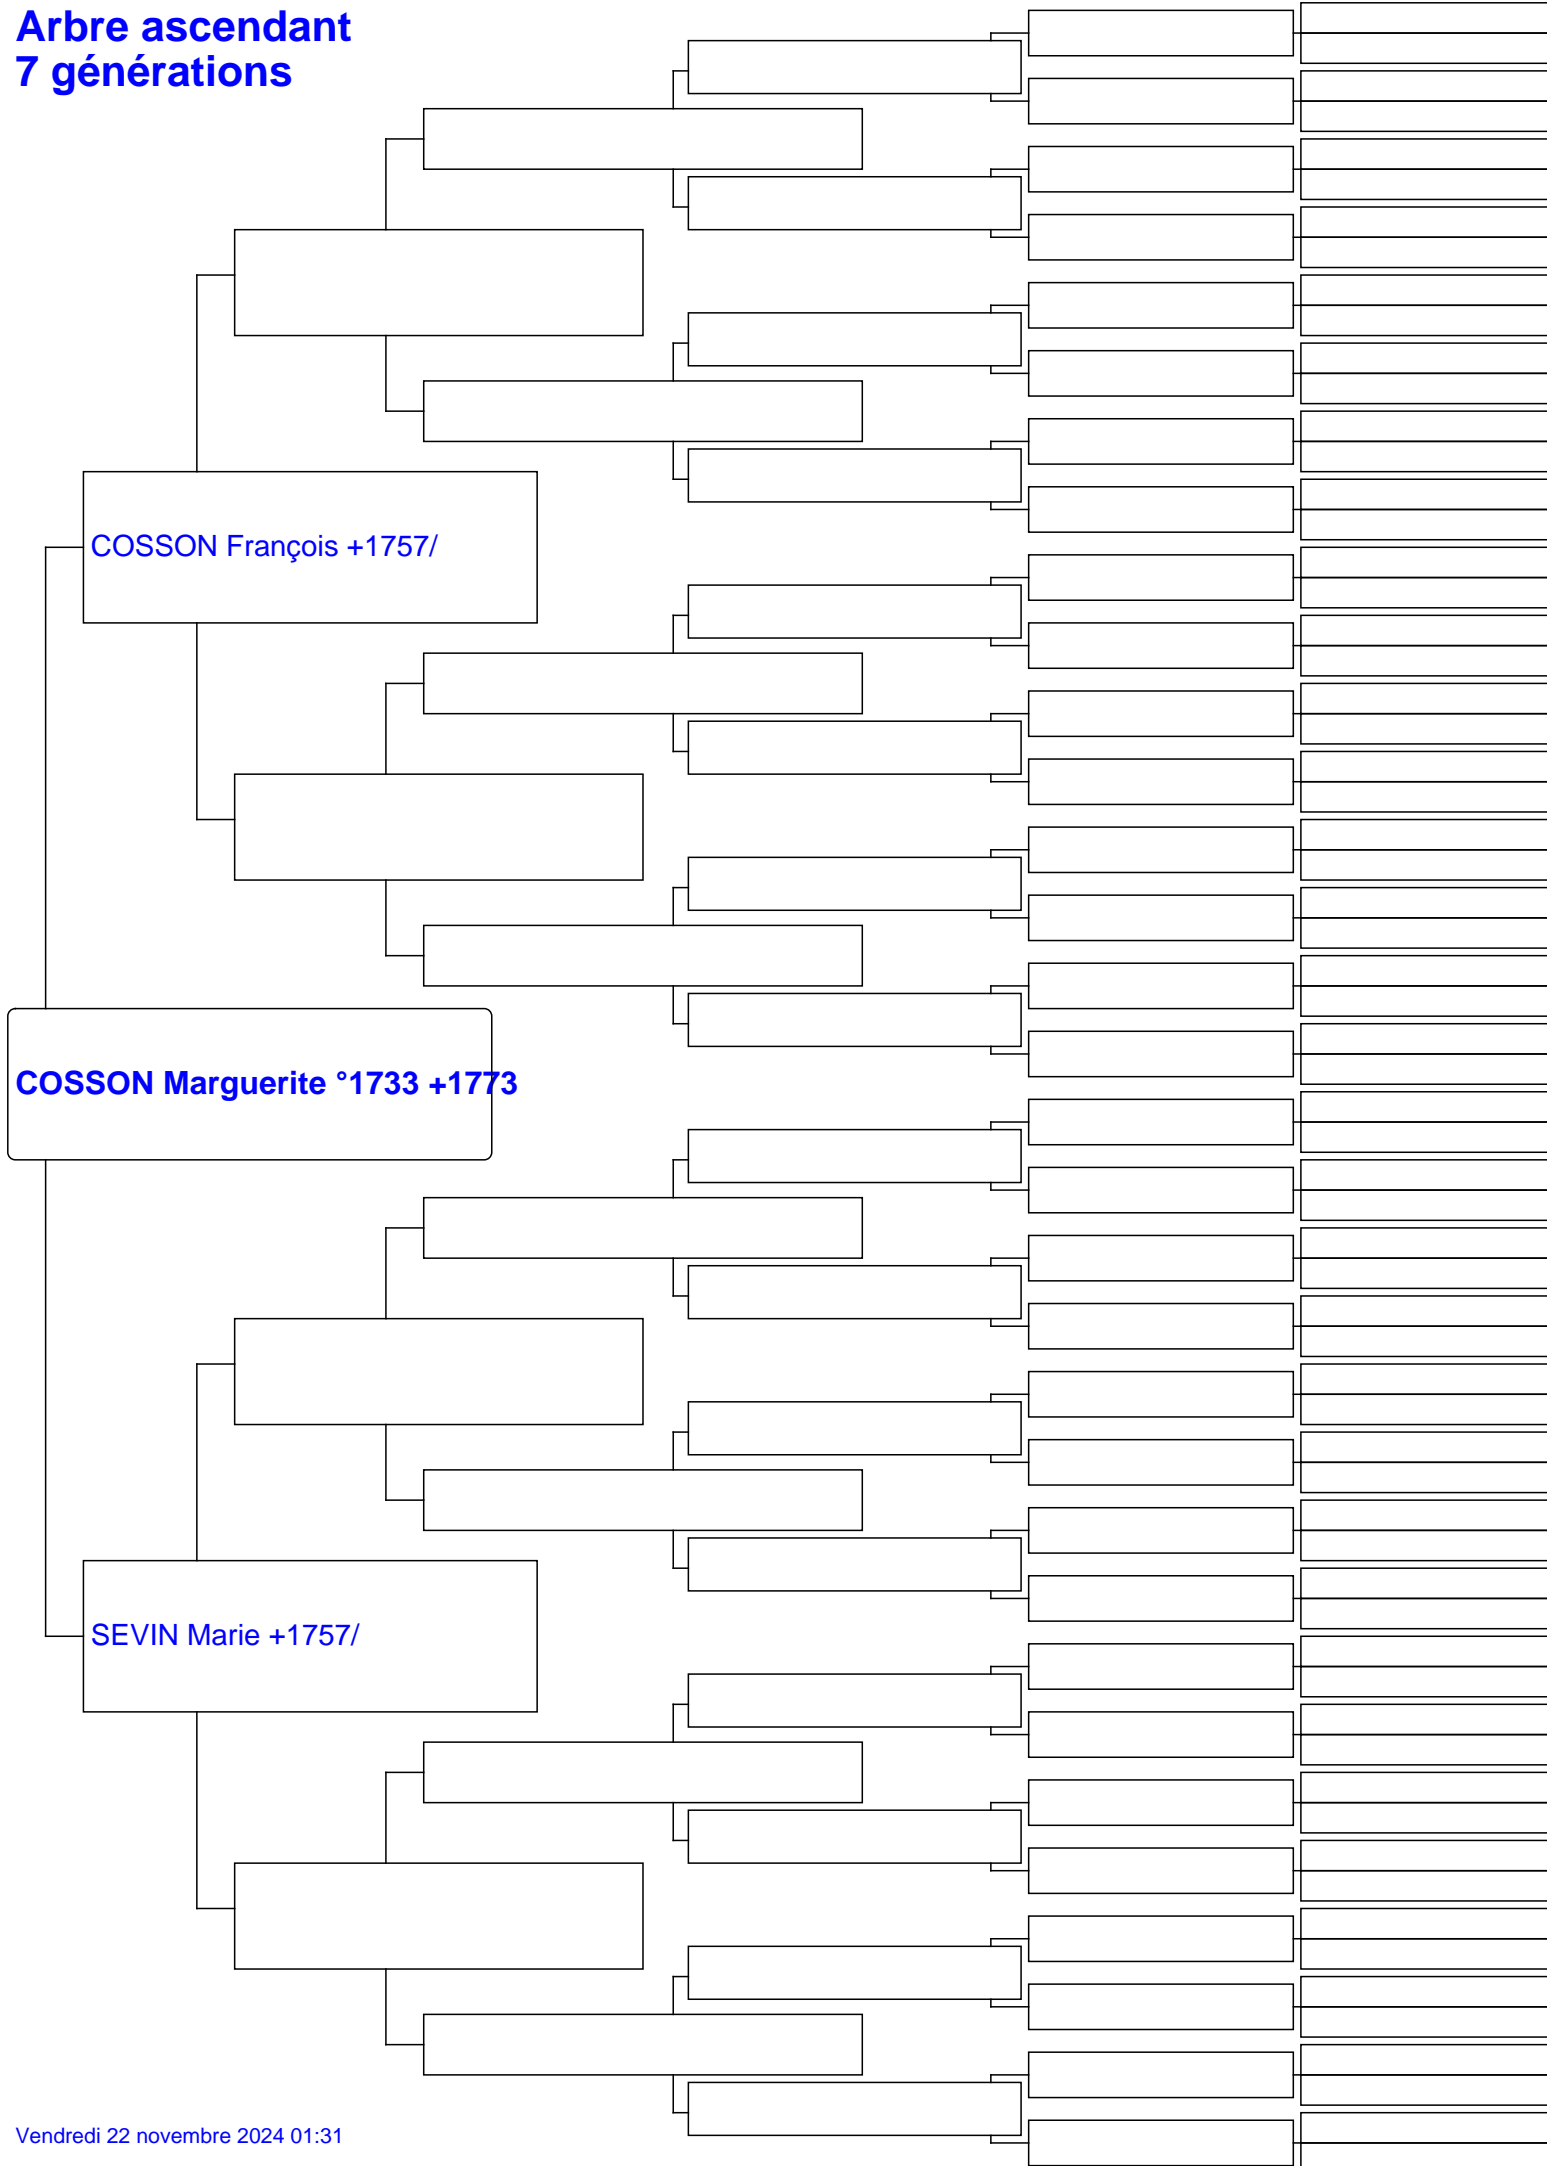 Arbre ascendant
7 générations
COSSON François +1757/
COSSON Marguerite °1733 +1773
SEVIN Marie +1757/
Vendredi 22 novembre 2024 01:31